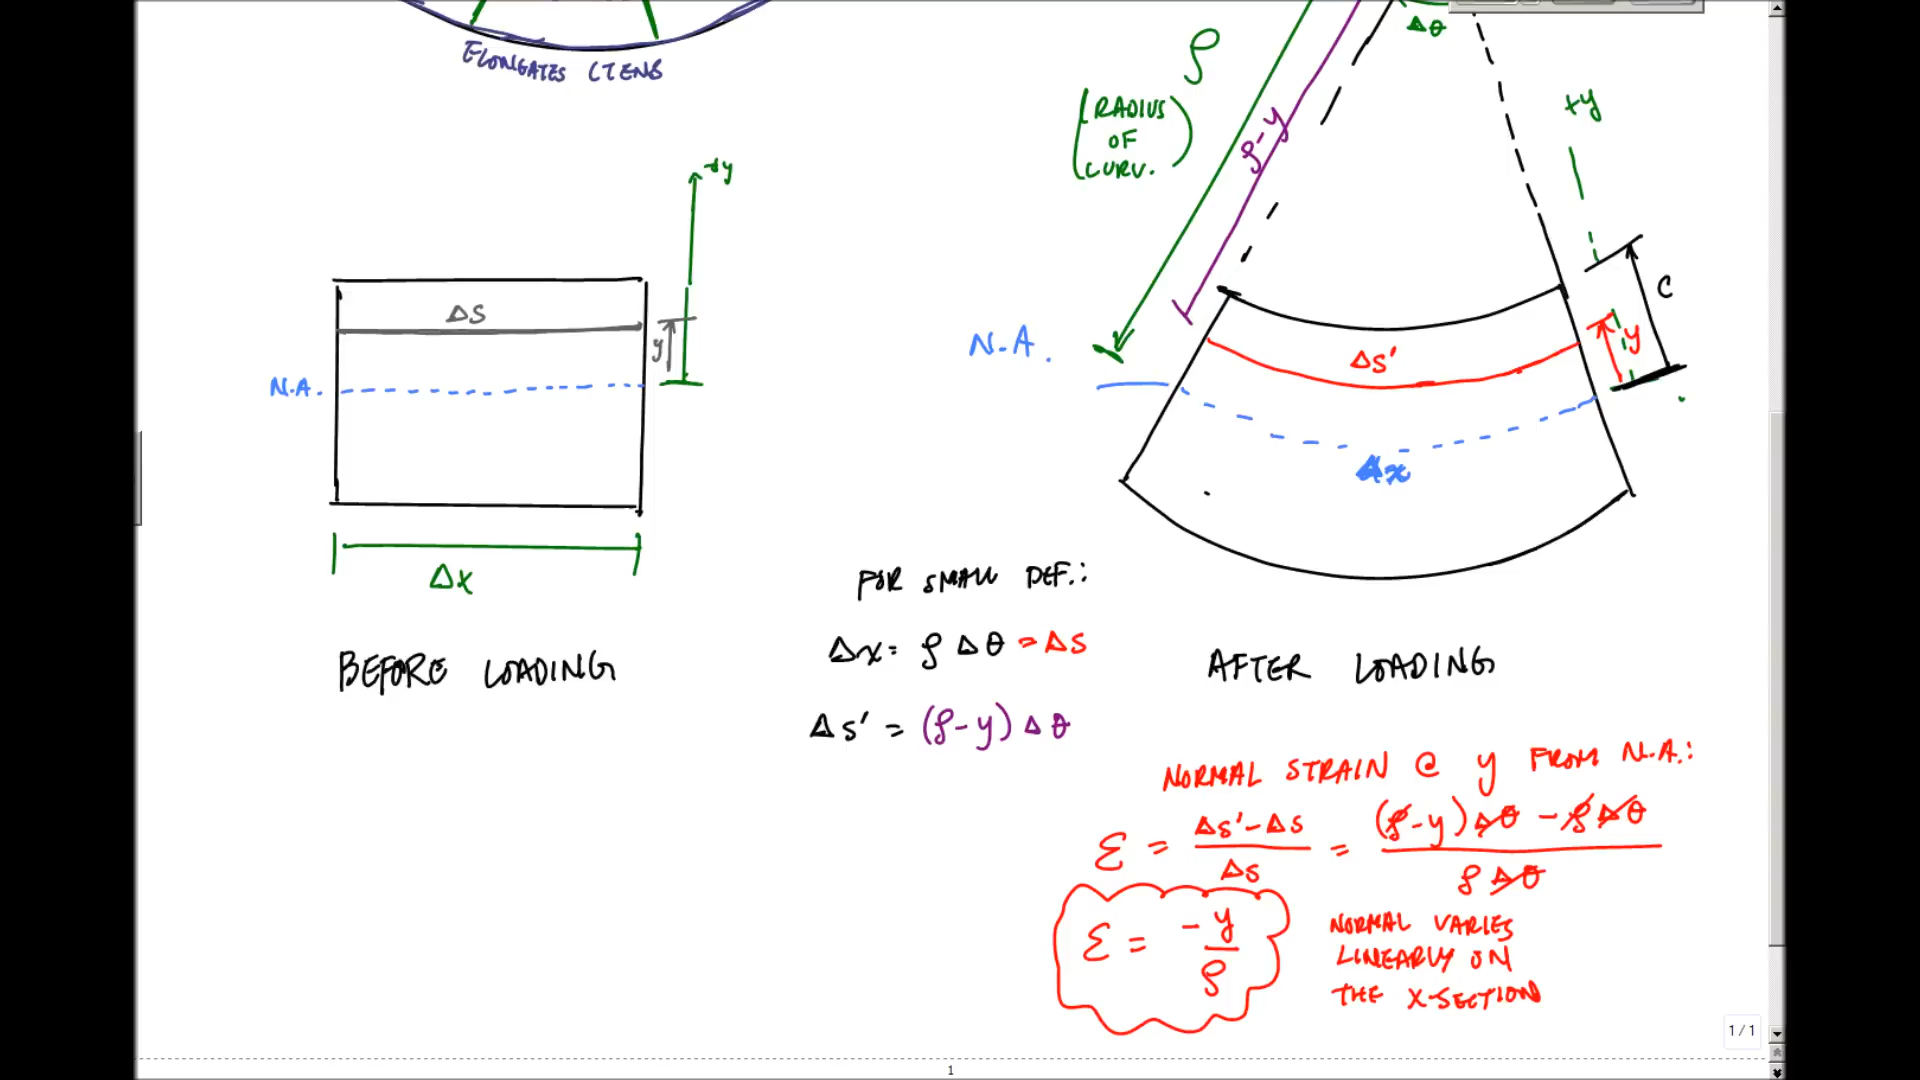 ELONGATES (TENS
Δθ
ρ
(RADIUS
OF
CURV.)
ρ-y
+y
+y
C
Δs
y
N.A.
N.A.
Δs'
y
Δx
Δx
BEFORE LOADING
FOR SMALL DEF.:
Δx = ρ Δθ = Δs
Δs' = (ρ-y) Δθ
AFTER LOADING
NORMAL STRAIN @ y FROM N.A.:
ε = Δs'-Δs / Δs = (ρ-y)Δθ - ρΔθ / ρΔθ
ε = -y / ρ
NORMAL VARIES
LINEARLY ON
THE X-SECTION
1/1
1